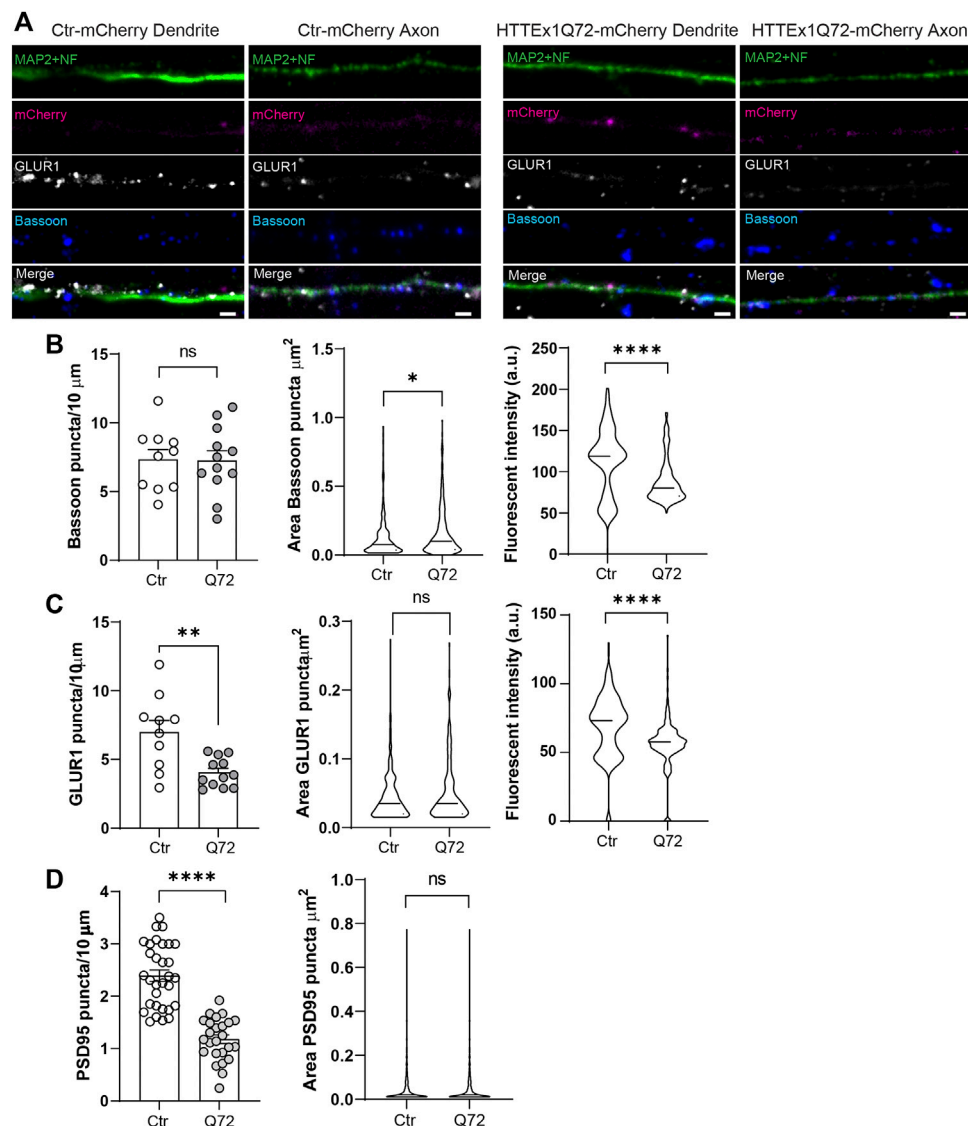 A
Ctr-mCherry Dendrite
Ctr-mCherry Axon
HTTEx1Q72-mCherry Dendrite
HTTEx1Q72-mCherry Axon
MAP2+NF
MAP2+NF
MAP2+NF
MAP2+NF
mCherry
mCherry
mCherry
mCherry
GLUR1
GLUR1
GLUR1
GLUR1
Bassoon
Bassoon
Bassoon
Bassoon
Merge
Merge
Merge
Merge
B
Bassoon puncta/10 μm
15
10
5
0
ns
Ctr
Q72
Area Bassoon puncta μm²
1.5
1.0
0.5
0.0
*
Ctr
Q72
Fluorescent intensity (a.u.)
250
200
150
100
50
0
****
Ctr
Q72
C
GLUR1 puncta/10μm
15
10
5
0
**
Ctr
Q72
Area GLUR1 punctaμm²
0.3
0.2
0.1
0.0
ns
Ctr
Q72
Fluorescent intensity (a.u.)
150
100
50
0
****
Ctr
Q72
D
PSD95 puncta/10 μm
4
3
2
1
0
****
Ctr
Q72
Area PSD95 puncta μm²
1.0
0.8
0.6
0.4
0.2
0.0
ns
Ctr
Q72